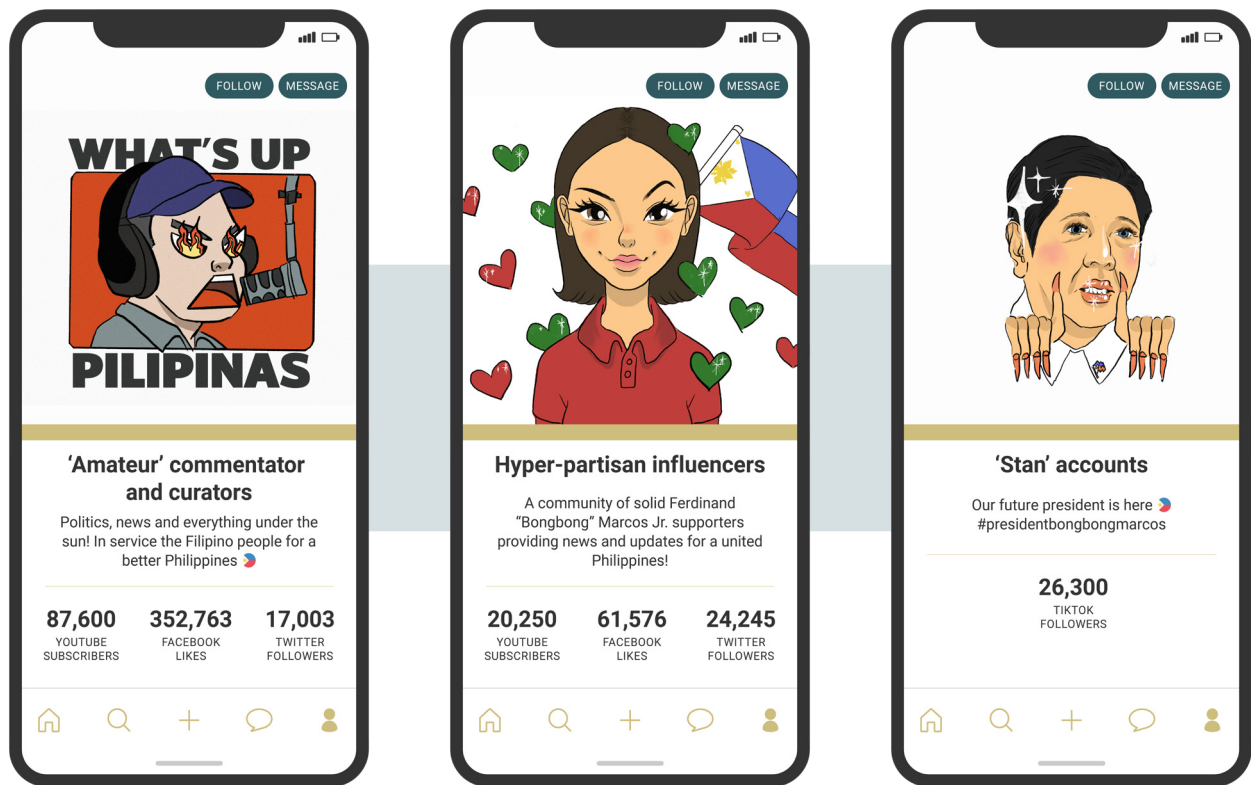 FOLLOW
MESSAGE
WHAT'S UP
PILIPINAS
‘Amateur’ commentator
and curators
Politics, news and everything under the
sun! In service the Filipino people for a
better Philippines
87,600
YOUTUBE
SUBSCRIBERS
352,763
FACEBOOK
LIKES
17,003
TWITTER
FOLLOWERS
FOLLOW
MESSAGE
Hyper-partisan influencers
A community of solid Ferdinand
“Bongbong” Marcos Jr. supporters
providing news and updates for a united
Philippines!
20,250
YOUTUBE
SUBSCRIBERS
61,576
FACEBOOK
LIKES
24,245
TWITTER
FOLLOWERS
FOLLOW
MESSAGE
‘Stan’ accounts
Our future president is here
#presidentbongbongmarcos
26,300
TIKTOK
FOLLOWERS